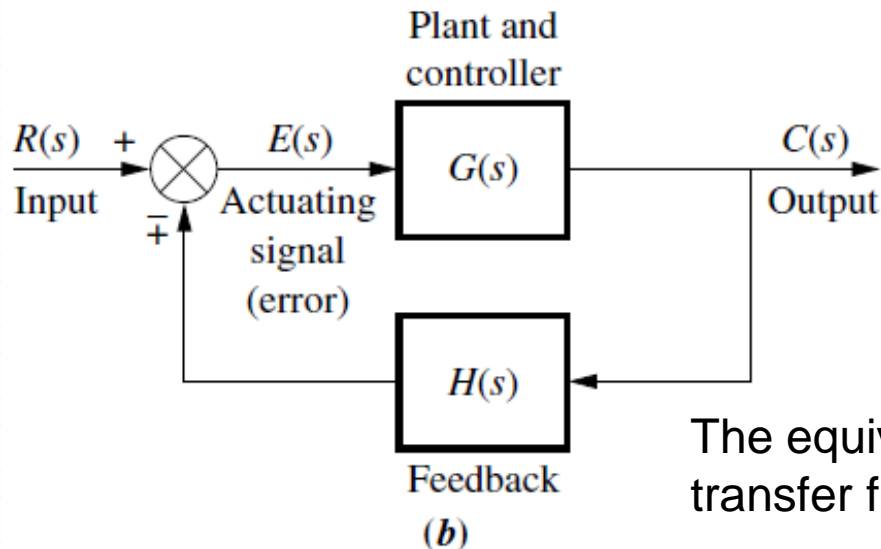 Plant and
controller
R(s) +
E(s)
G(s)
C(s)
Input
∓
Actuating
signal
(error)
Output
H(s)
Feedback
(b)
The equiv
transfer f